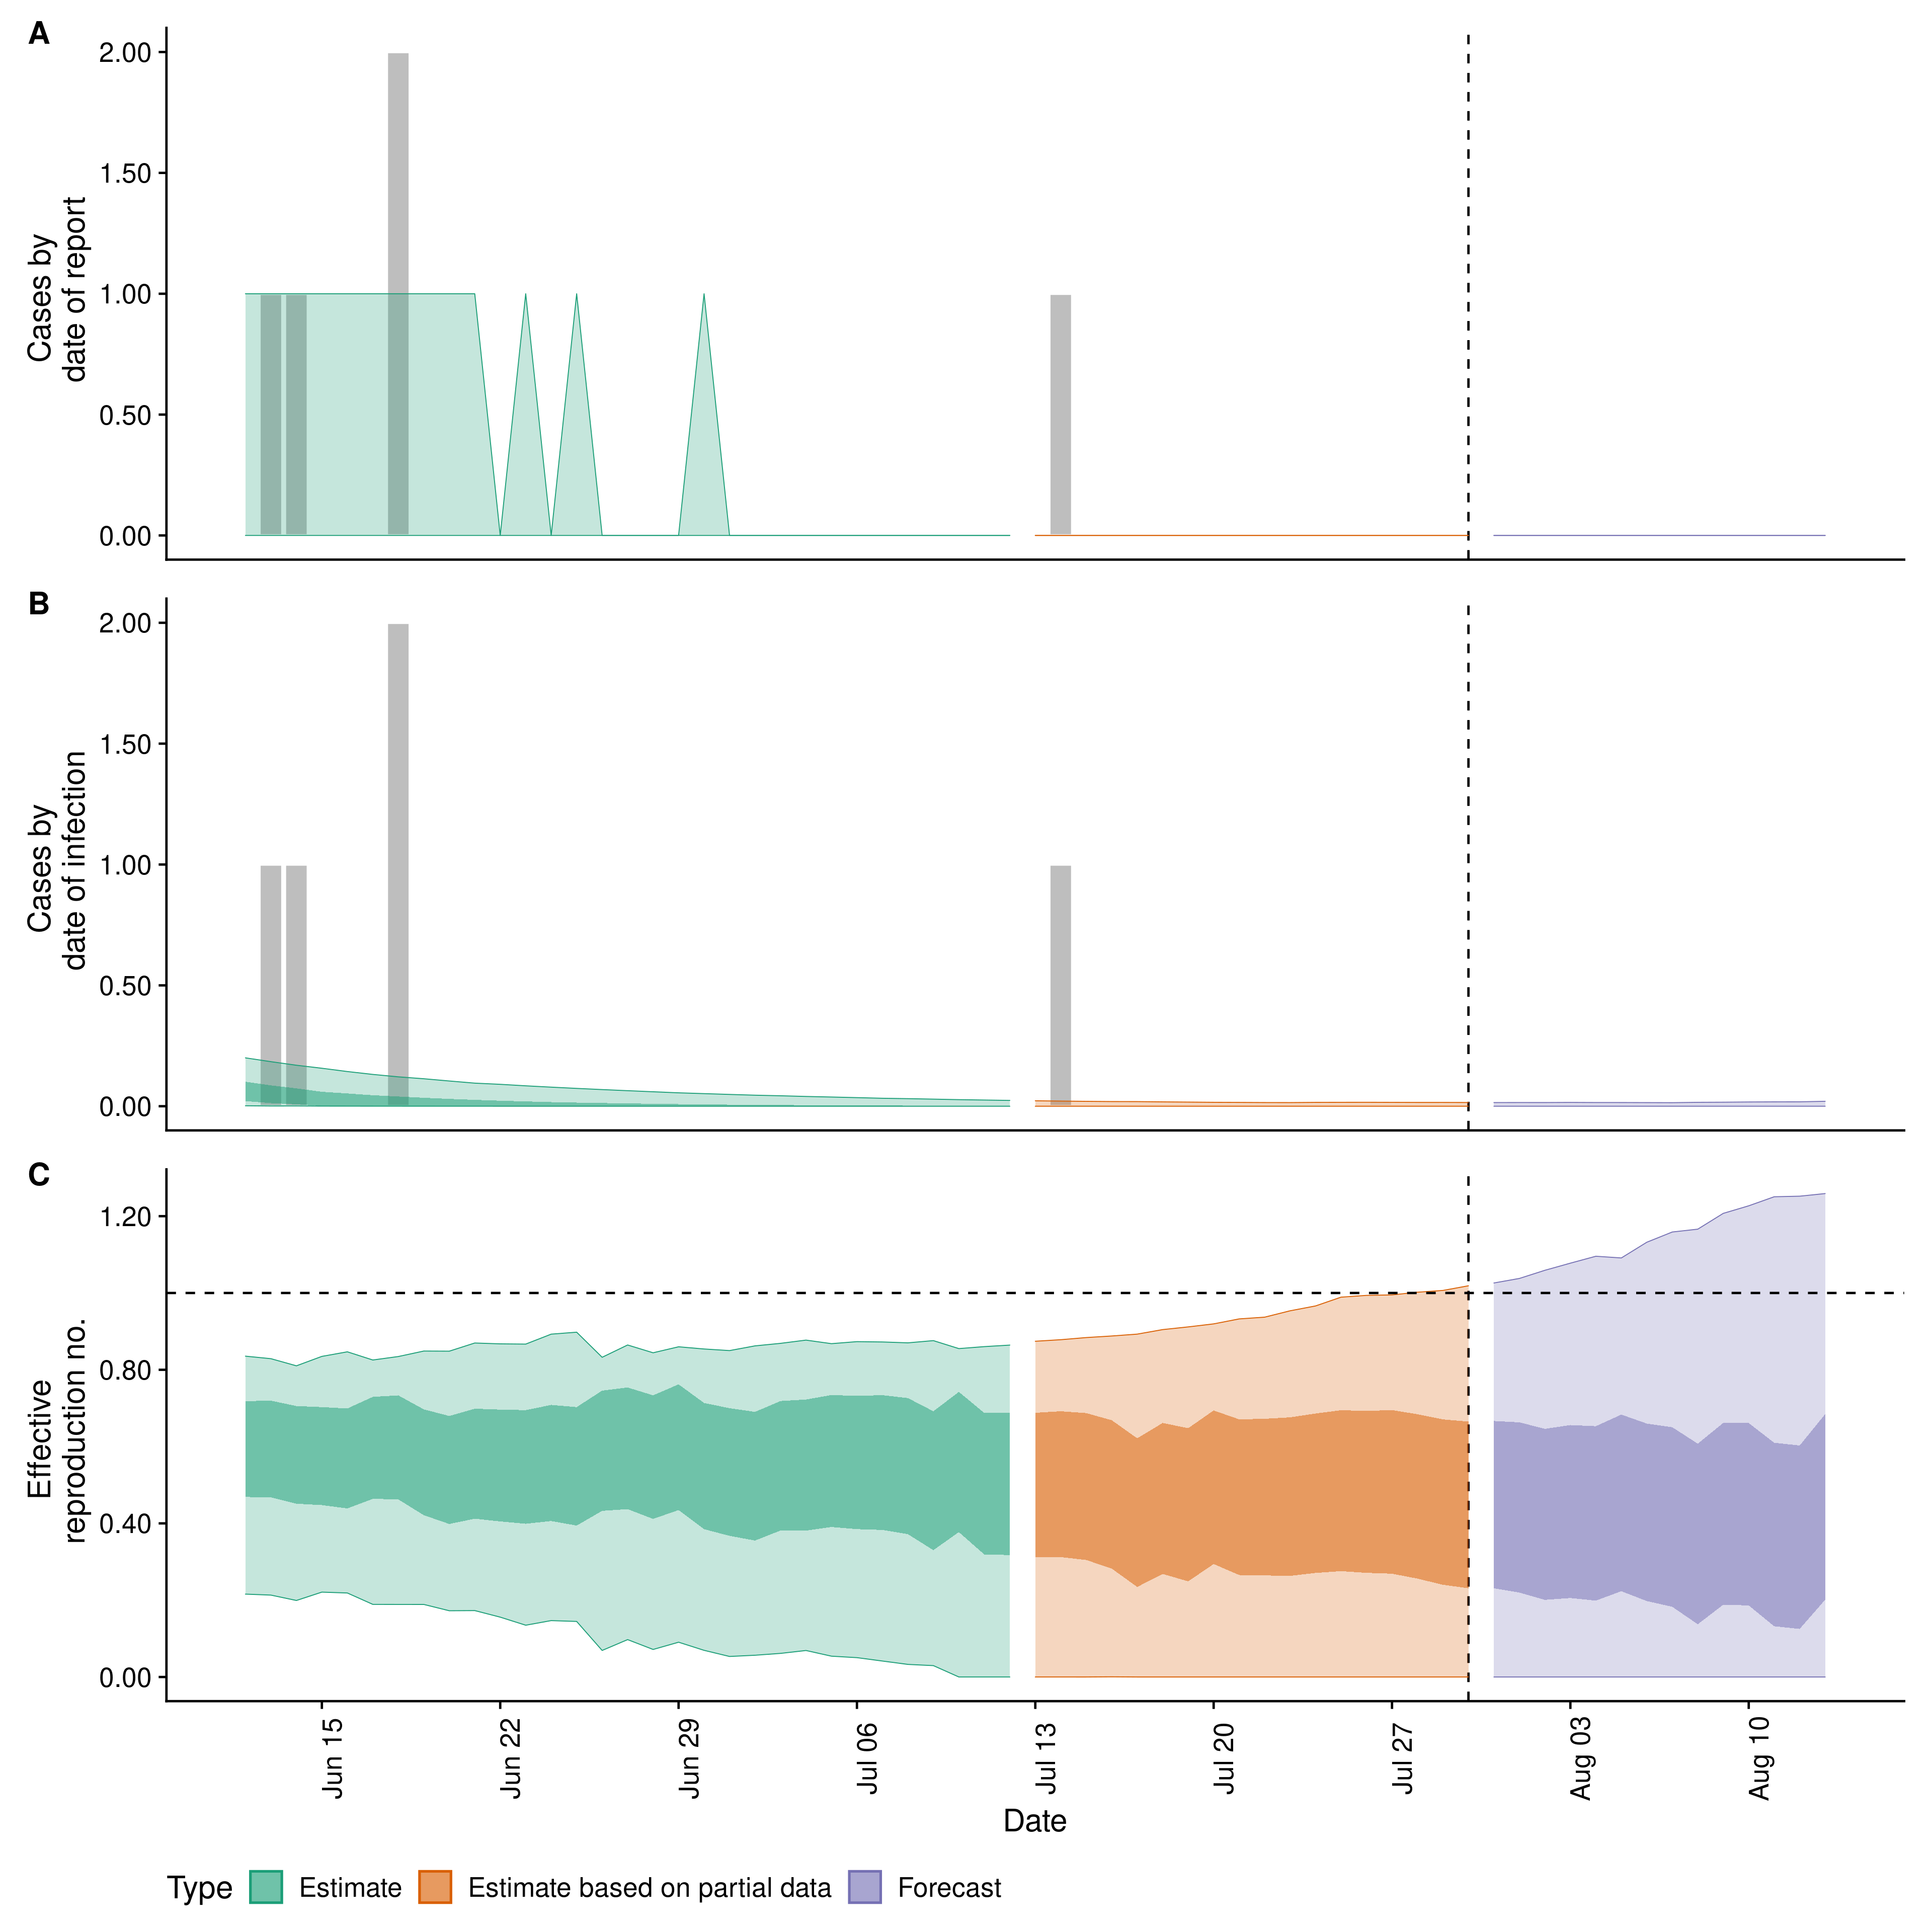 A
2.00
1.50
1.00
0.50
0.00
Cases by
date of report
B
2.00
1.50
1.00
0.50
0.00
Cases by
date of infection
C
1.20
0.80
0.40
0.00
Effective
reproduction no.
Jun 15
Jun 22
Jun 29
Jul 06
Jul 13
Jul 20
Jul 27
Aug 03
Aug 10
Date
Type Estimate Estimate based on partial data Forecast